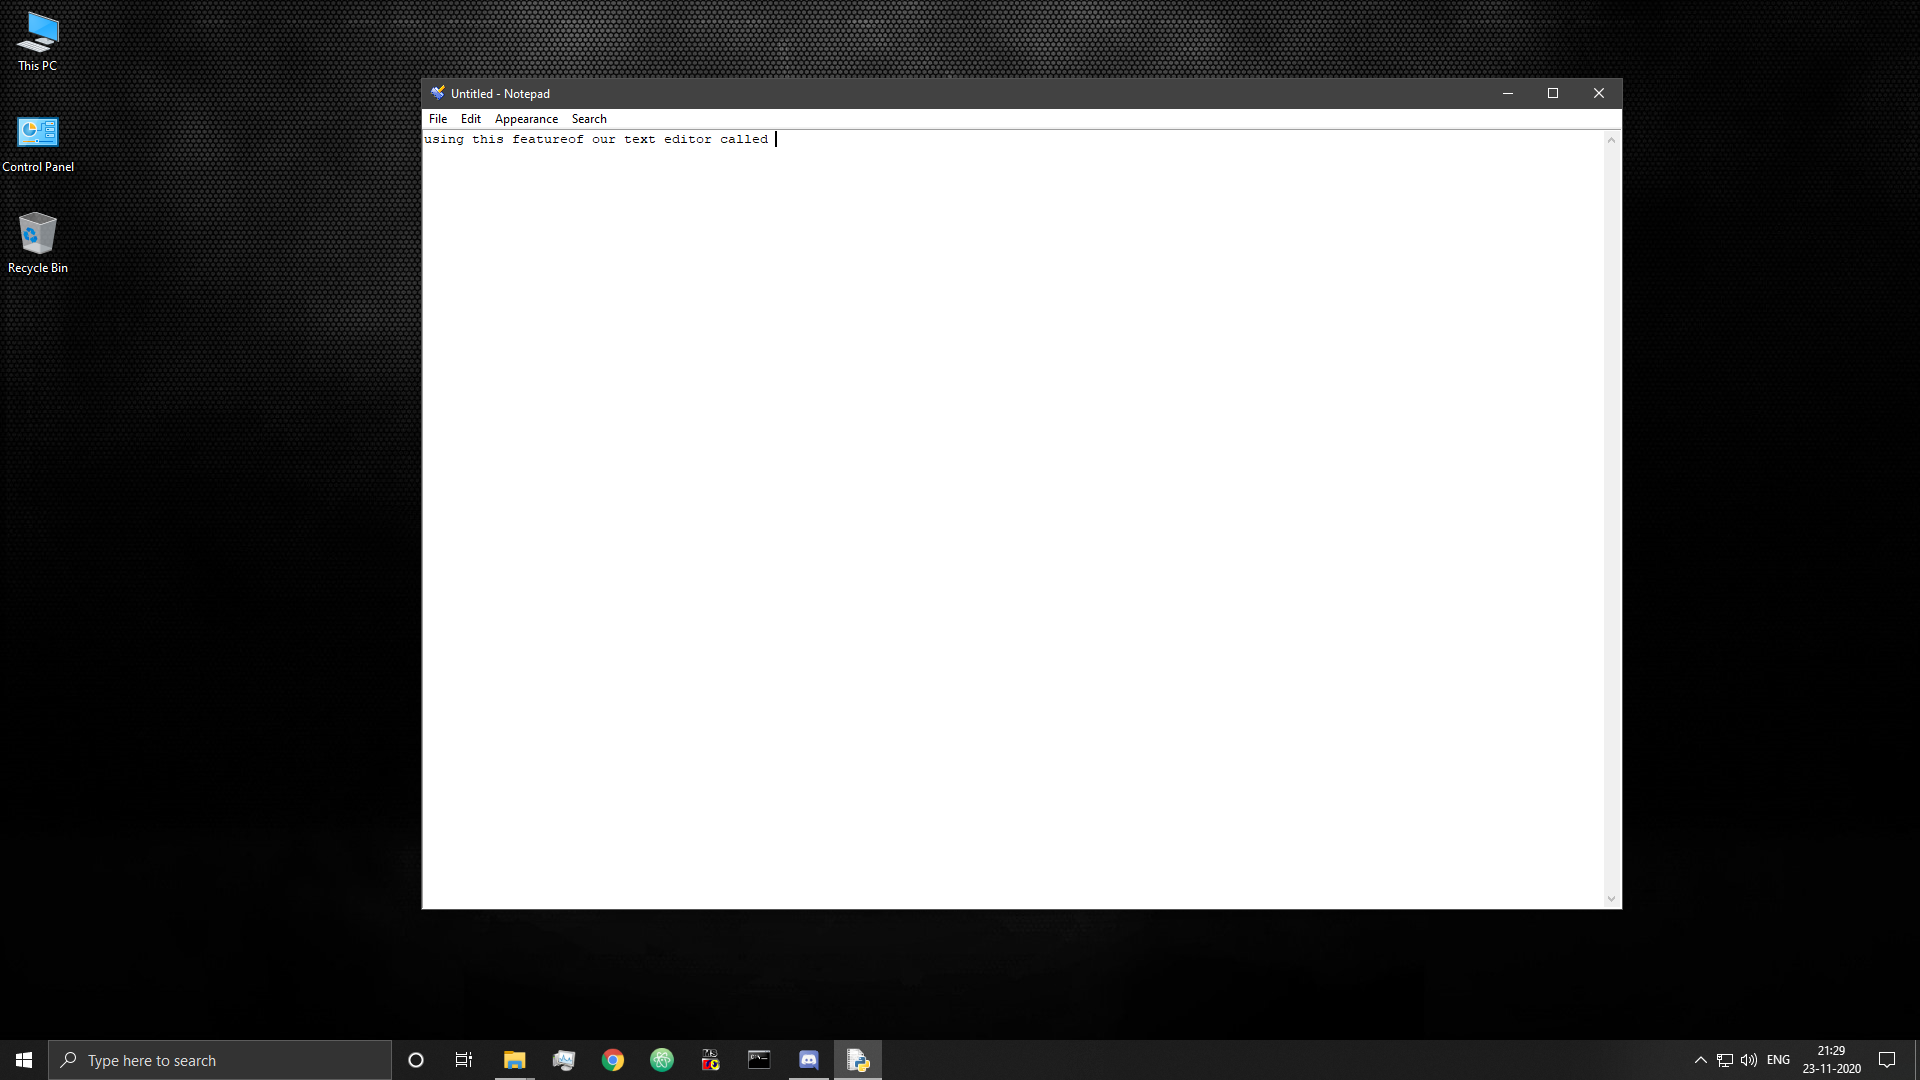 This PC
Control Panel
Recycle Bin
Untitled - Notepad
File Edit Appearance Search
using this featureof our text editor called
Type here to search
ENG
21:29
23-11-2020